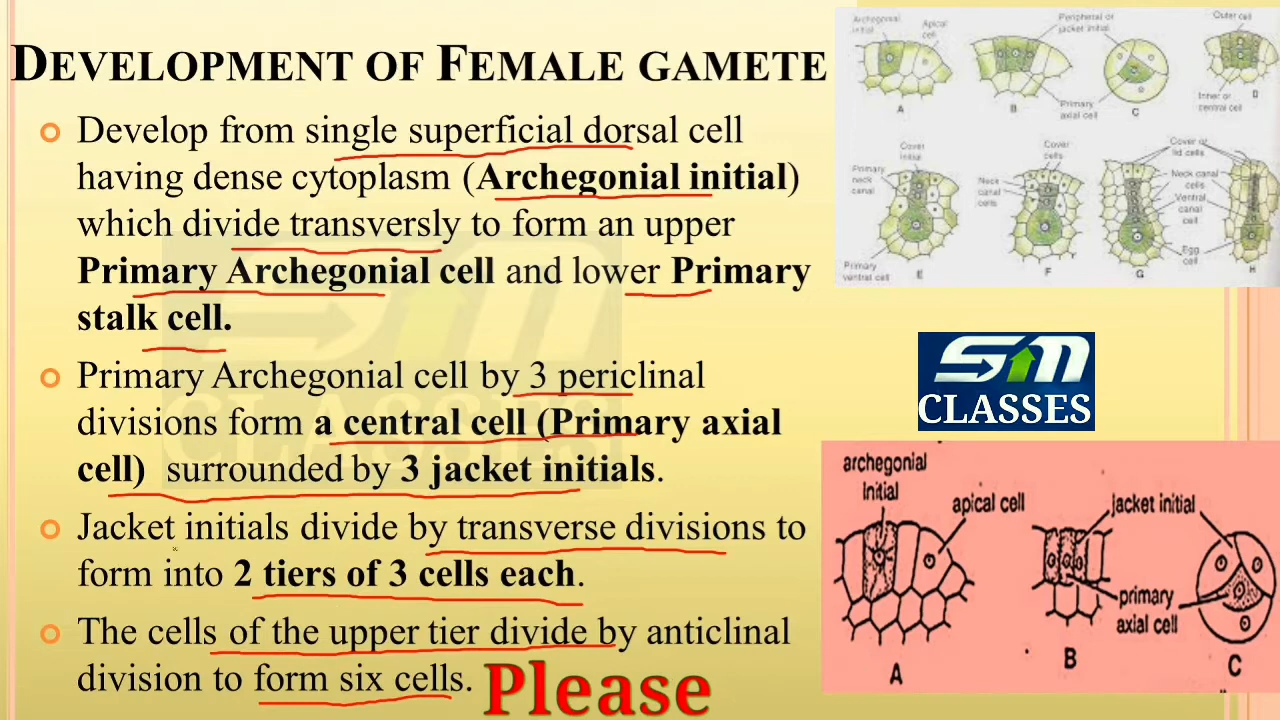 DEVELOPMENT OF FEMALE GAMETE
Develop from single superficial dorsal cell
having dense cytoplasm (Archegonial initial)
which divide transversly to form an upper
Primary Archegonial cell and lower Primary
stalk cell.
Primary Archegonial cell by 3 periclinal
divisions form a central cell (Primary axial
cell) surrounded by 3 jacket initials.
Jacket initials divide by transverse divisions to
form into 2 tiers of 3 cells each.
The cells of the upper tier divide by anticlinal
division to form six cells.
Please
Archegonial
initial
Apical
cell
Peripheral or
jacket initial
Outer cell
Primary
axial cell
Inner or
central cell
A
B
C
D
Cover
initial
Primary
neck
canal
Primary
ventral cell
Cover
cells
Neck
canal
cells
Cover or
lid cells
Neck canal
cells
Ventral
canal
cell
Egg
cell
E
F
G
H
SM
CLASSES
archegonial
initial
apical cell
jacket initial
primary
axial cell
A
B
C
CLASSES